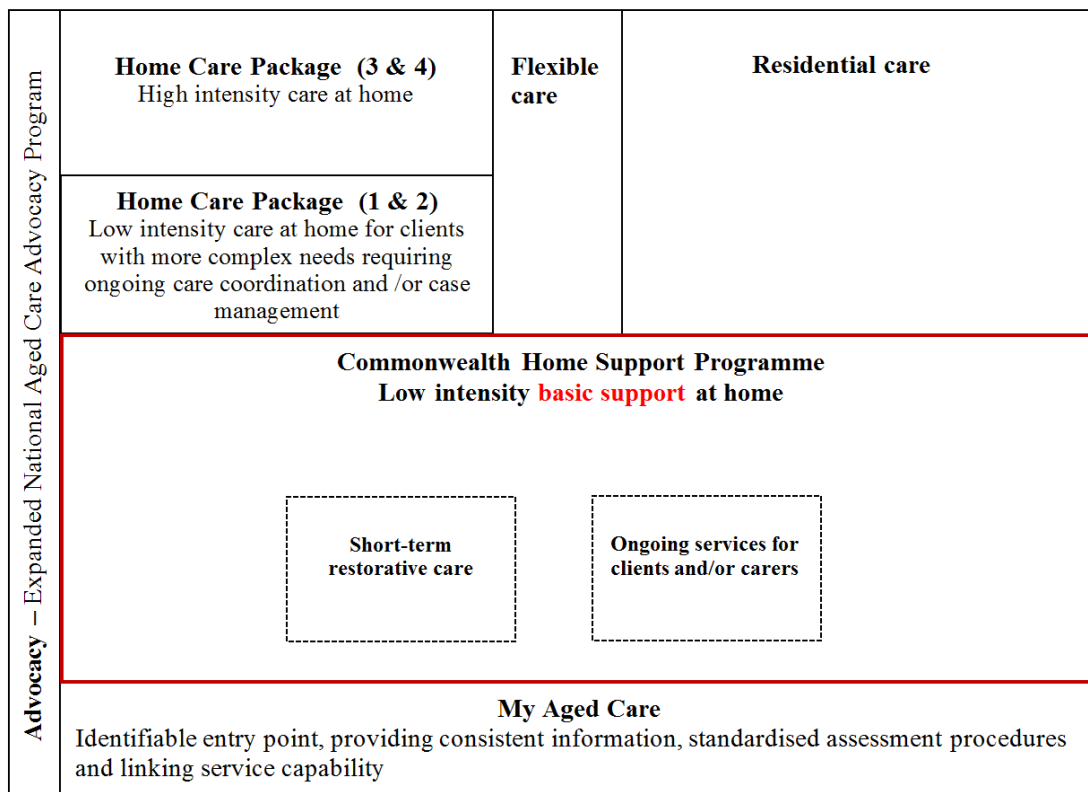 Advocacy – Expanded National Aged Care Advocacy Program
Home Care Package (3 & 4)
High intensity care at home
Flexible
care
Residential care
Home Care Package (1 & 2)
Low intensity care at home for clients
with more complex needs requiring
ongoing care coordination and /or case
management
Commonwealth Home Support Programme
Low intensity basic support at home
Short-term
restorative care
Ongoing services for
clients and/or carers
My Aged Care
Identifiable entry point, providing consistent information, standardised assessment procedures
and linking service capability